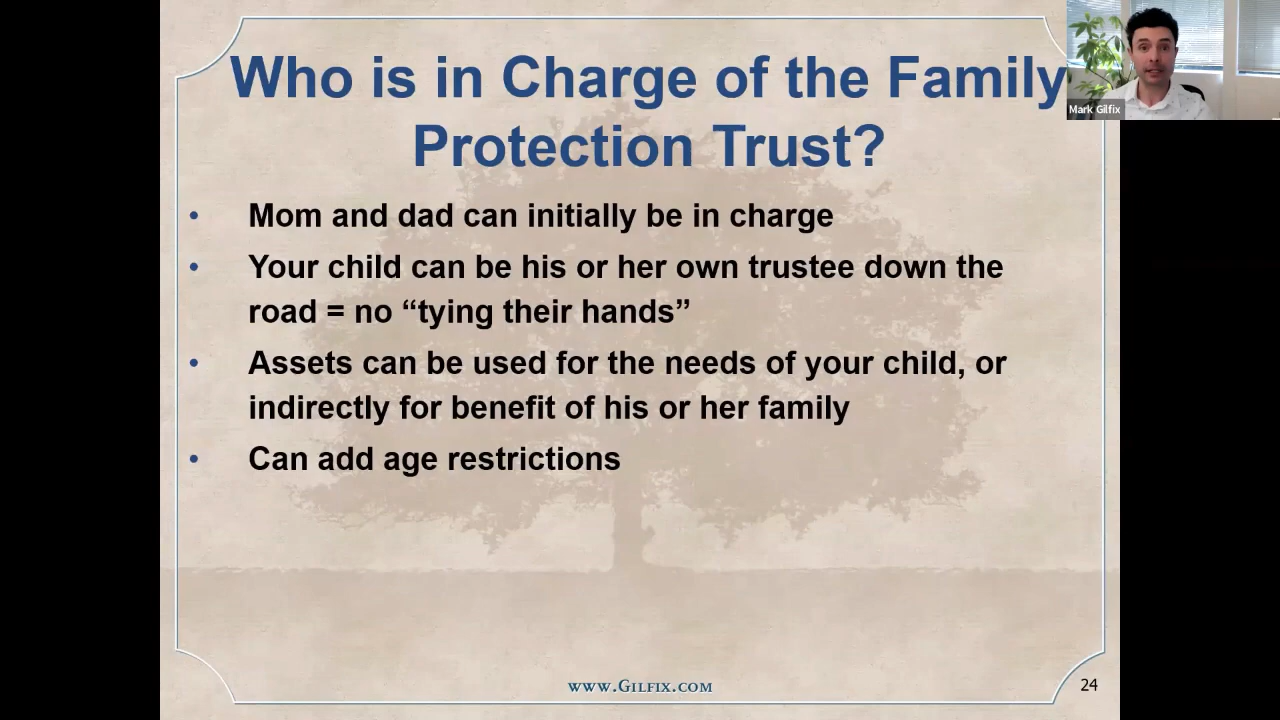 Who is in Charge of the Family
Protection Trust?
Mark Gilfix
• Mom and dad can initially be in charge
• Your child can be his or her own trustee down the
road = no “tying their hands”
• Assets can be used for the needs of your child, or
indirectly for benefit of his or her family
• Can add age restrictions
www.Gilfix.com
24